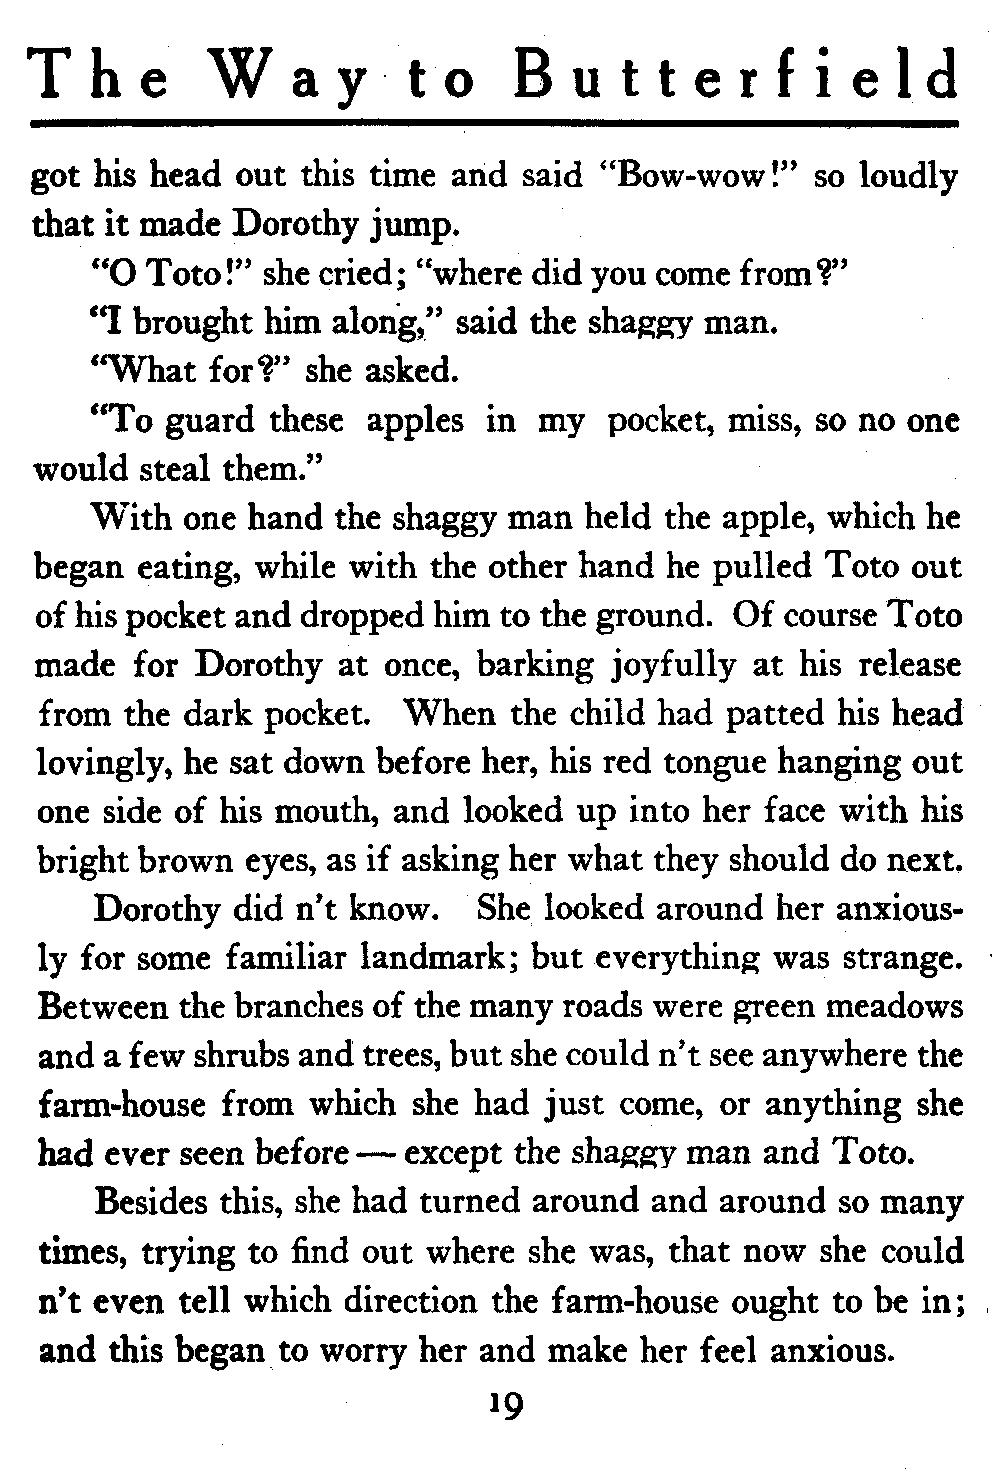 The Way to Butterfield
got his head out this time and said “Bow-wow!” so loudly
that it made Dorothy jump.
“O Toto!” she cried; “where did you come from?”
“I brought him along,” said the shaggy man.
“What for?” she asked.
“To guard these apples in my pocket, miss, so no one
would steal them.”
With one hand the shaggy man held the apple, which he
began eating, while with the other hand he pulled Toto out
of his pocket and dropped him to the ground. Of course Toto
made for Dorothy at once, barking joyfully at his release
from the dark pocket. When the child had patted his head
lovingly, he sat down before her, his red tongue hanging out
one side of his mouth, and looked up into her face with his
bright brown eyes, as if asking her what they should do next.
Dorothy did n’t know. She looked around her anxious-
ly for some familiar landmark; but everything was strange.
Between the branches of the many roads were green meadows
and a few shrubs and trees, but she could n’t see anywhere the
farm-house from which she had just come, or anything she
had ever seen before — except the shaggy man and Toto.
Besides this, she had turned around and around so many
times, trying to find out where she was, that now she could
n’t even tell which direction the farm-house ought to be in;
and this began to worry her and make her feel anxious.
19